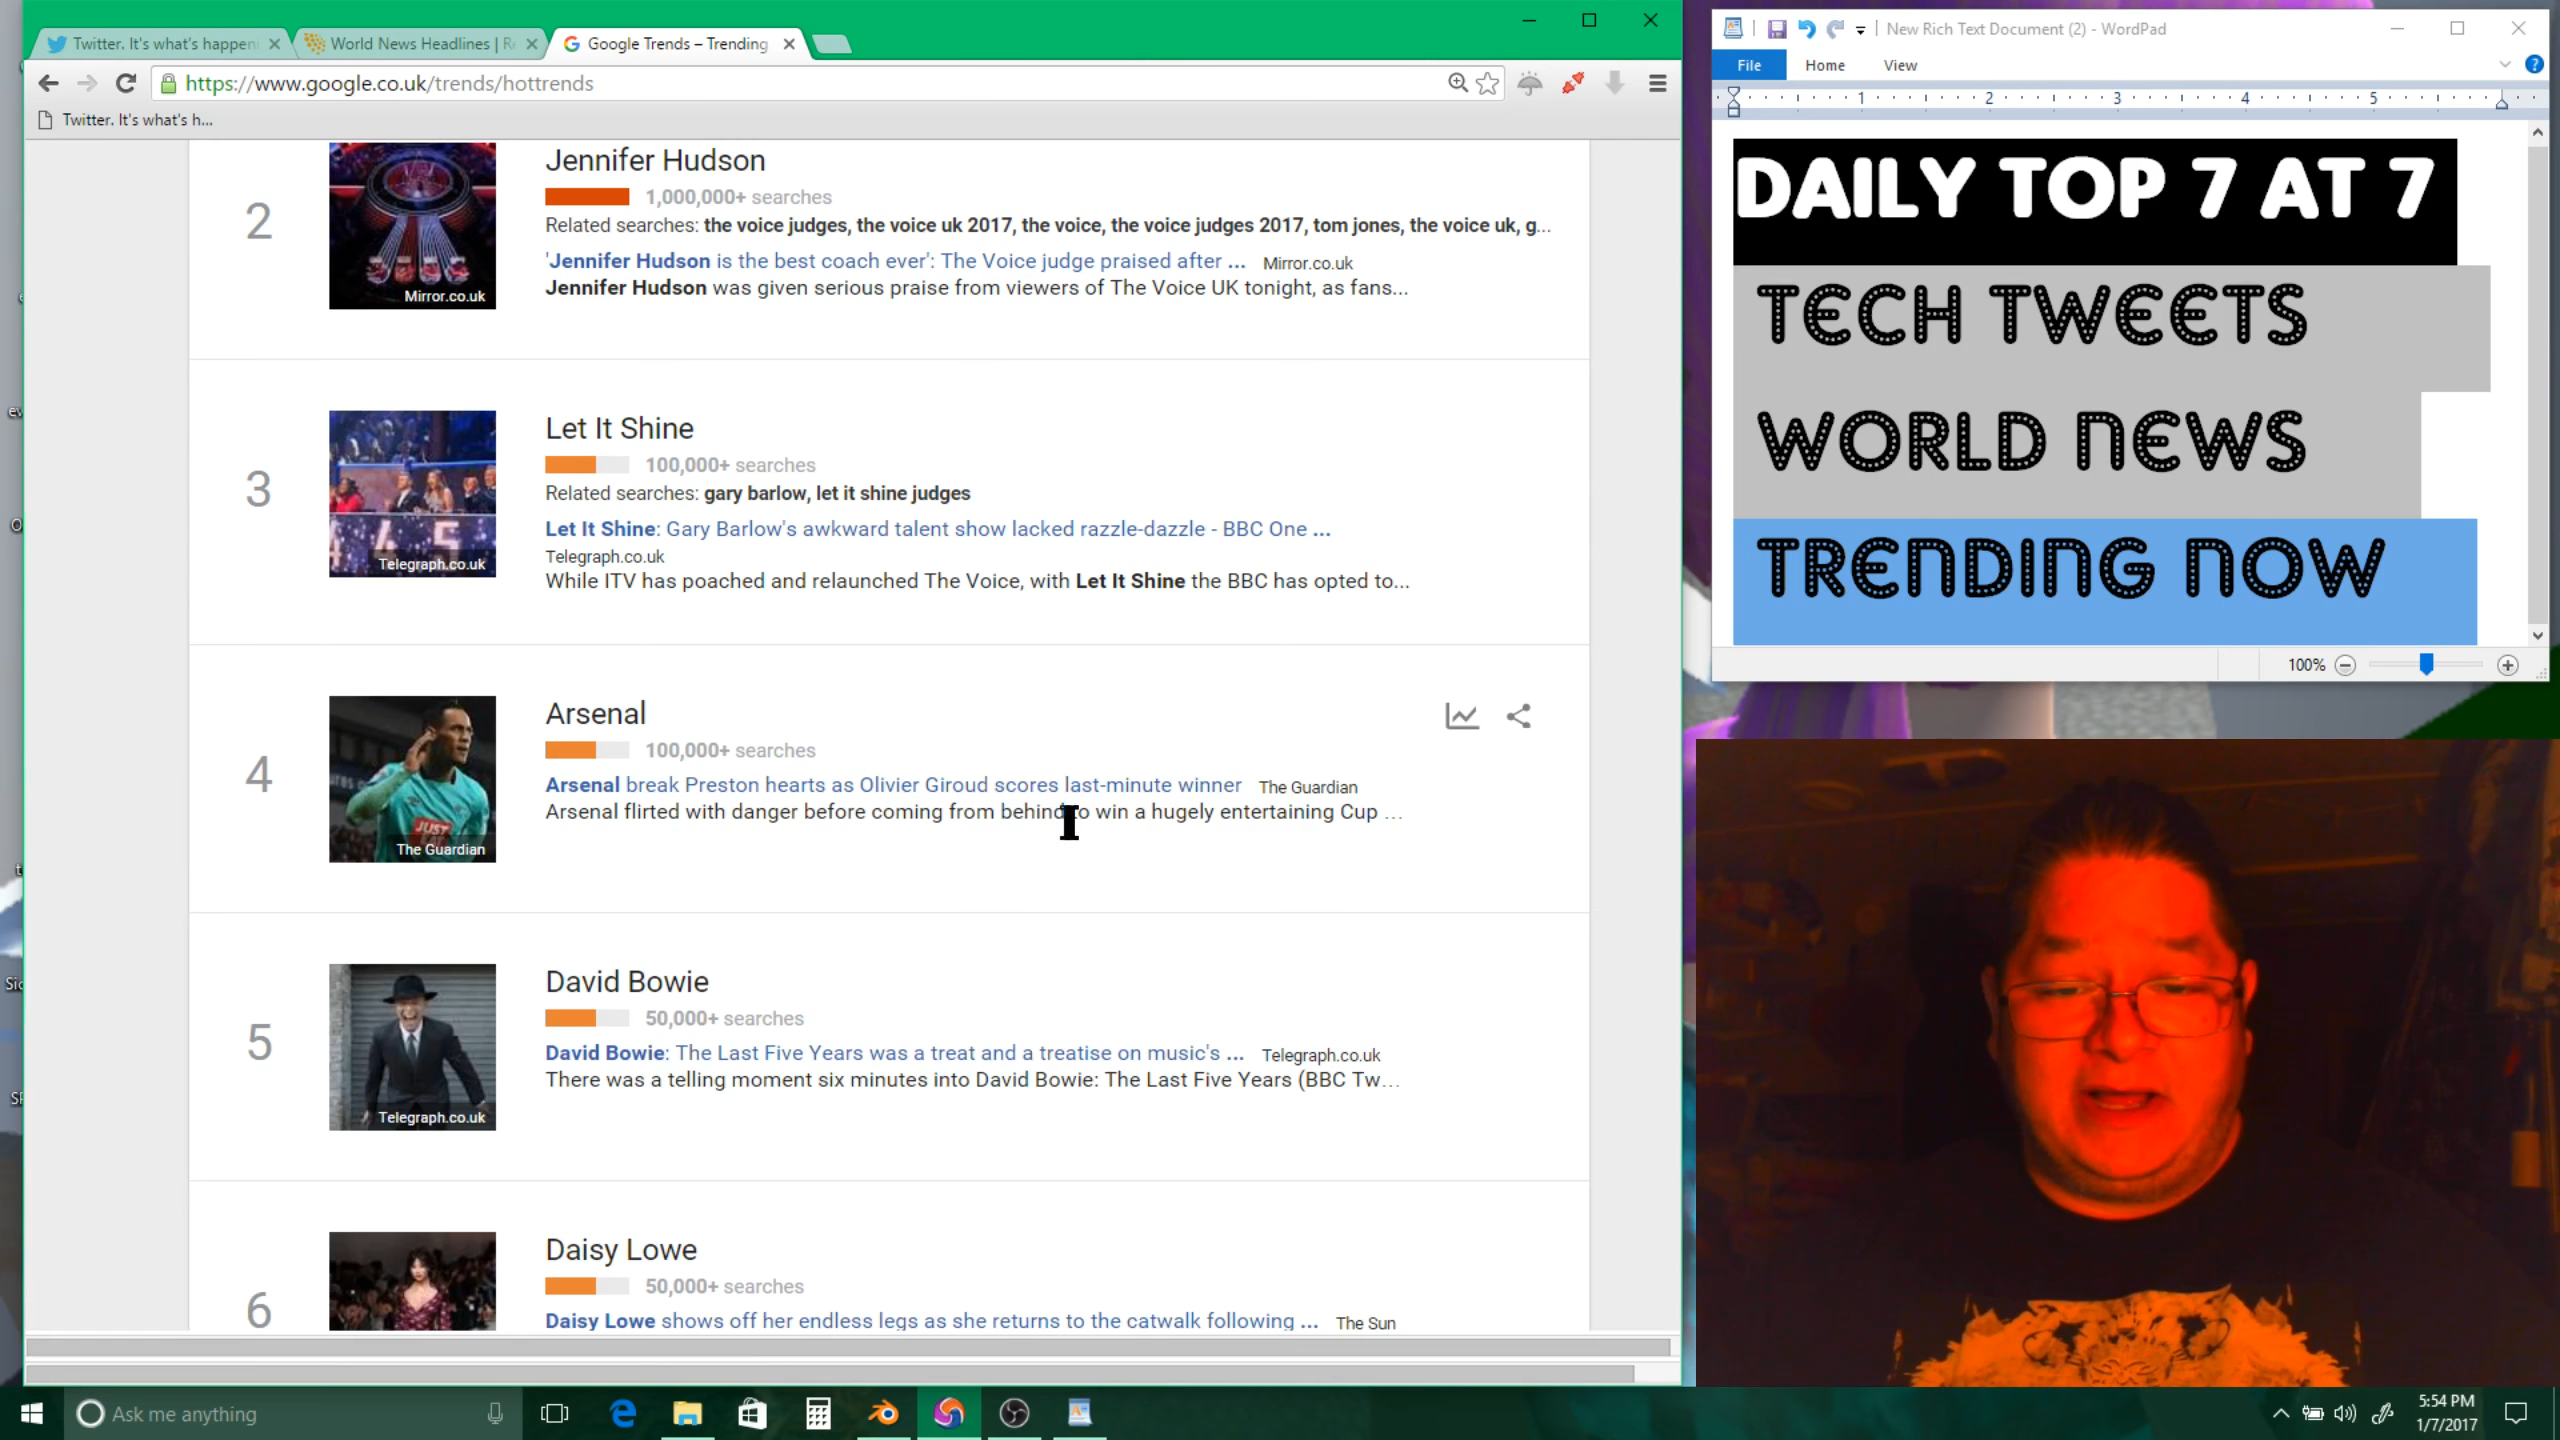 Twitter. It's what's happen
World News Headlines | R
Google Trends – Trending
https://www.google.co.uk/trends/hottrends
Twitter. It's what's h...
2
Mirror.co.uk
Jennifer Hudson
1,000,000+ searches
Related searches: the voice judges, the voice uk 2017, the voice, the voice judges 2017, tom jones, the voice uk, g...
'Jennifer Hudson is the best coach ever': The Voice judge praised after ... Mirror.co.uk
Jennifer Hudson was given serious praise from viewers of The Voice UK tonight, as fans...
3
Telegraph.co.uk
Let It Shine
100,000+ searches
Related searches: gary barlow, let it shine judges
Let It Shine: Gary Barlow's awkward talent show lacked razzle-dazzle - BBC One ...
Telegraph.co.uk
While ITV has poached and relaunched The Voice, with Let It Shine the BBC has opted to...
4
JUST
The Guardian
Arsenal
100,000+ searches
Arsenal break Preston hearts as Olivier Giroud scores last-minute winner The Guardian
Arsenal flirted with danger before coming from behind to win a hugely entertaining Cup ...
5
Telegraph.co.uk
David Bowie
50,000+ searches
David Bowie: The Last Five Years was a treat and a treatise on music's ... Telegraph.co.uk
There was a telling moment six minutes into David Bowie: The Last Five Years (BBC Tw...
6
Daisy Lowe
50,000+ searches
Daisy Lowe shows off her endless legs as she returns to the catwalk following ... The Sun
New Rich Text Document (2) - WordPad
File Home View
1 2 3 4 5
DAILY TOP 7 AT 7
TECH TWEETS
WORLD NEWS
TRENDING NOW
100%
Ask me anything
5:54 PM
1/7/2017